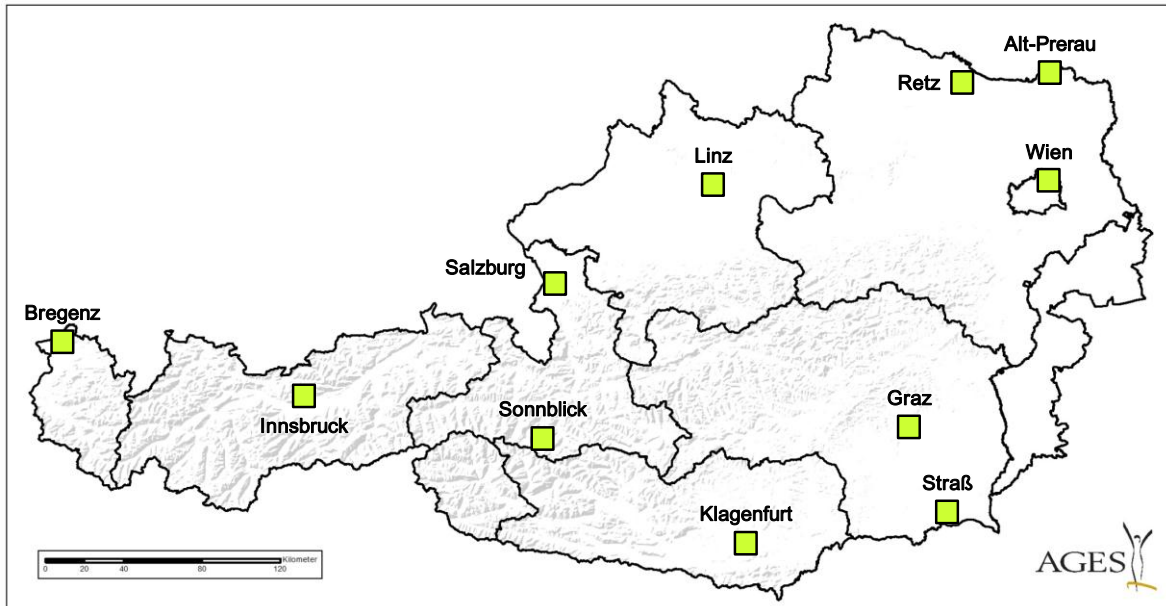 Alt-Prerau
Retz
Linz
Wien
Salzburg
Bregenz
Innsbruck
Sonnblick
Graz
Straß
Klagenfurt
Kilometer
0 20 40 80 120
AGES